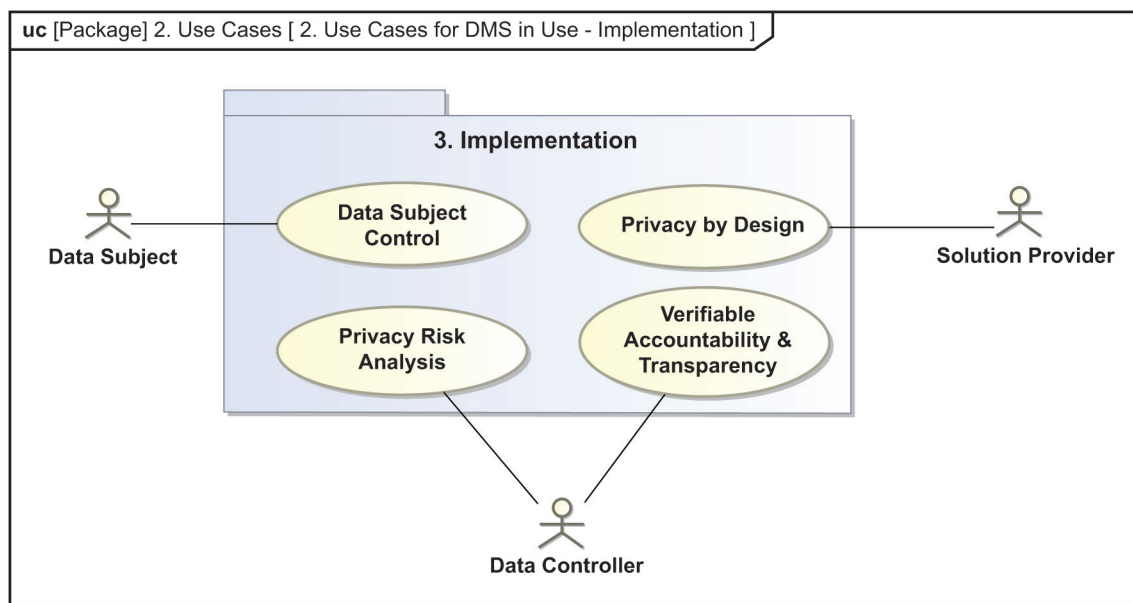 uc [Package] 2. Use Cases [ 2. Use Cases for DMS in Use - Implementation ]
3. Implementation
Data Subject
Control
Privacy by Design
Data Subject
Solution Provider
Privacy Risk
Analysis
Verifiable
Accountability &
Transparency
Data Controller